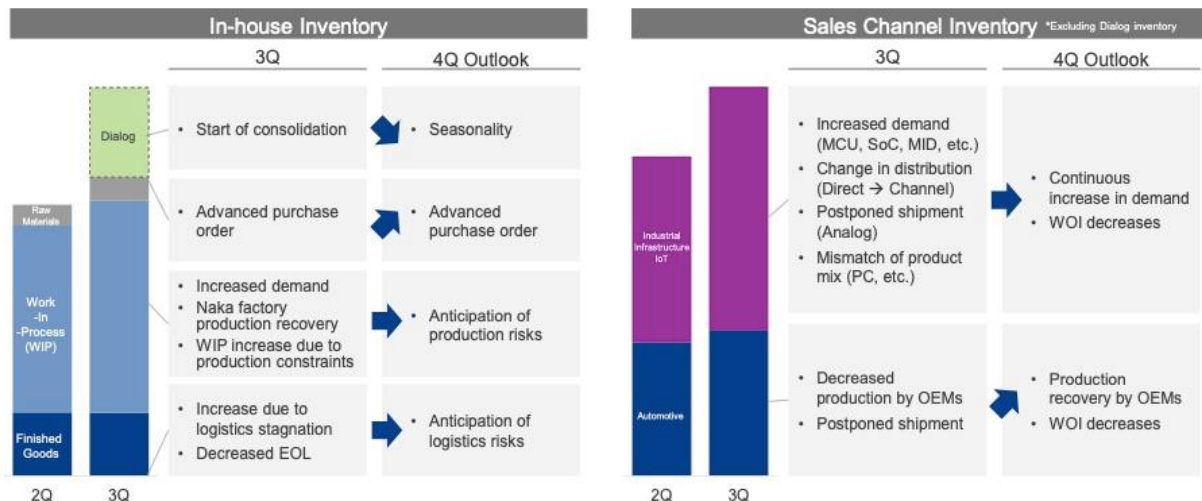 In-house Inventory
3Q
4Q Outlook
Dialog
• Start of consolidation
• Seasonality
Raw
Materials
• Advanced purchase
order
• Advanced
purchase order
Work
-In
-Process
(WIP)
• Increased demand
• Naka factory
production recovery
• WIP increase due to
production constraints
• Anticipation of
production risks
Finished
Goods
• Increase due to
logistics stagnation
• Decreased EOL
• Anticipation of
logistics risks
2Q
3Q
Sales Channel Inventory *Excluding Dialog inventory
3Q
4Q Outlook
Industrial
Infrastructure
IoT
• Increased demand
(MCU, SoC, MID, etc.)
• Change in distribution
(Direct → Channel)
• Postponed shipment
(Analog)
• Mismatch of product
mix (PC, etc.)
• Continuous
increase in demand
• WOI decreases
Automotive
• Decreased
production by OEMs
• Postponed shipment
• Production
recovery by OEMs
• WOI decreases
2Q
3Q